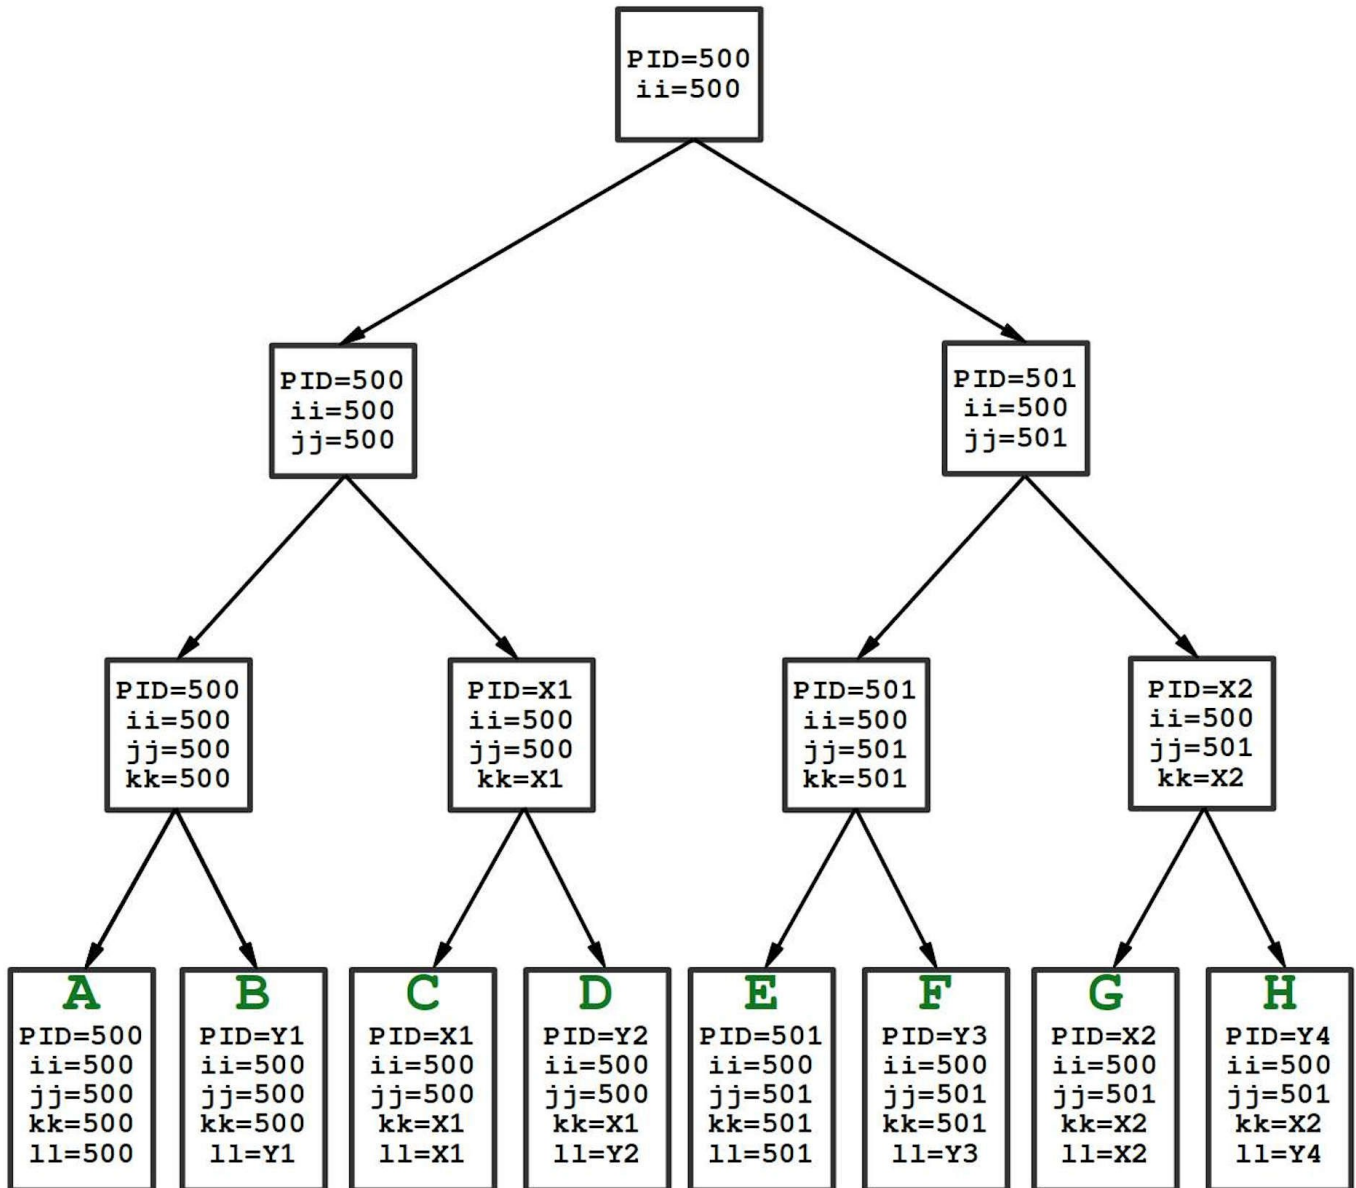 PID=500
ii=500
PID=500
ii=500
jj=500
PID=501
ii=500
jj=501
PID=500
ii=500
jj=500
kk=500
PID=X1
ii=500
jj=500
kk=X1
PID=501
ii=500
jj=501
kk=501
PID=X2
ii=500
jj=501
kk=X2
A
PID=500
ii=500
jj=500
kk=500
ll=500
B
PID=Y1
ii=500
jj=500
kk=500
ll=Y1
C
PID=X1
ii=500
jj=500
kk=X1
ll=X1
D
PID=Y2
ii=500
jj=500
kk=X1
ll=Y2
E
PID=501
ii=500
jj=501
kk=501
ll=501
F
PID=Y3
ii=500
jj=501
kk=501
ll=Y3
G
PID=X2
ii=500
jj=501
kk=X2
ll=X2
H
PID=Y4
ii=500
jj=501
kk=X2
ll=Y4